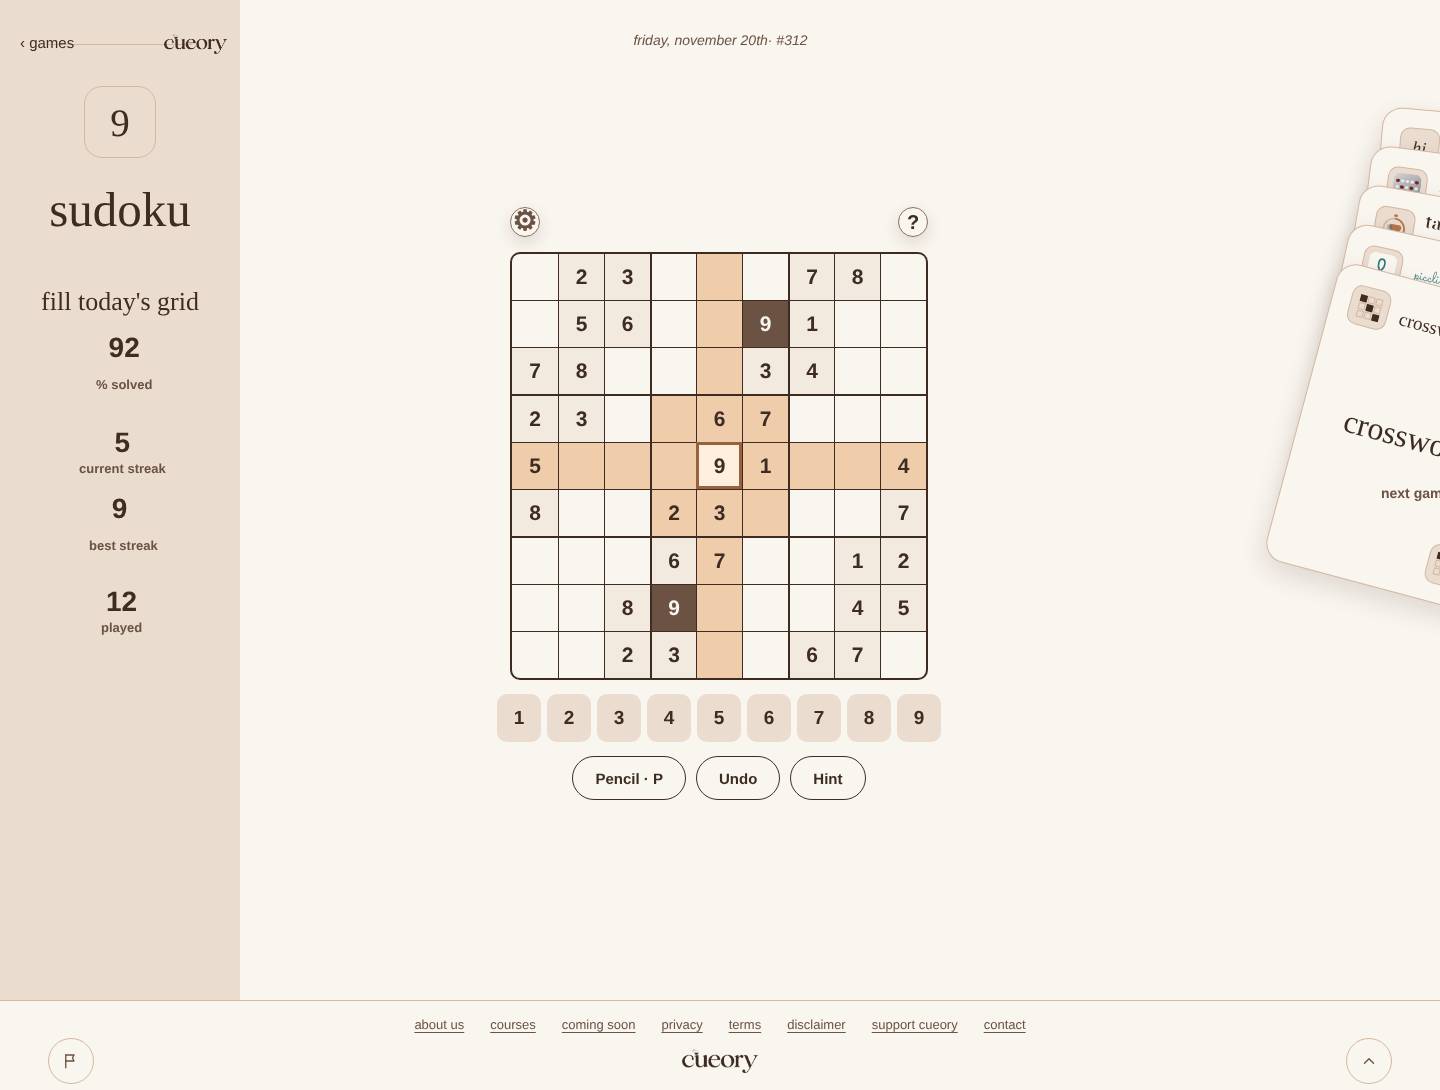 ‹ games
cueory
friday, november 20th· #312
9
sudoku
fill today's grid
92
% solved
5
current streak
9
best streak
12
played
?
2 3 7 8
5 6 9 1
7 8 3 4
2 3 6 7
5 9 1 4
8 2 3 7
6 7 1 2
8 9 4 5
2 3 6 7
1 2 3 4 5 6 7 8 9
Pencil · P Undo Hint
hi
next gam
about us courses coming soon privacy terms disclaimer support cueory contact
cueory